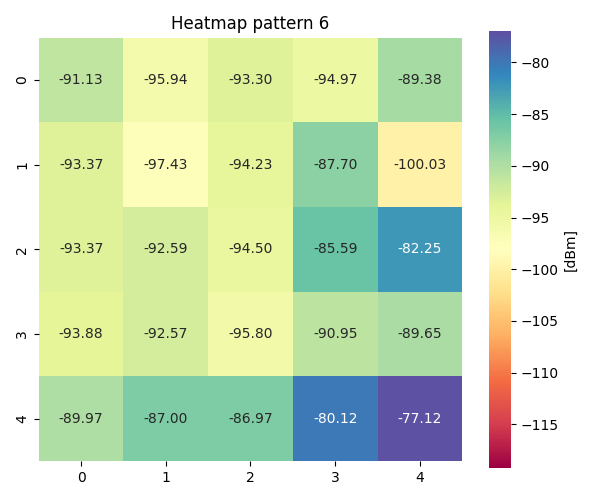 Heatmap pattern 6
0 -91.13 -95.94 -93.30 -94.97 -89.38
1 -93.37 -97.43 -94.23 -87.70 -100.03
2 -93.37 -92.59 -94.50 -85.59 -82.25
3 -93.88 -92.57 -95.80 -90.95 -89.65
4 -89.97 -87.00 -86.97 -80.12 -77.12
0 1 2 3 4
−80
−85
−90
−95
−100
−105
−110
−115
[dBm]